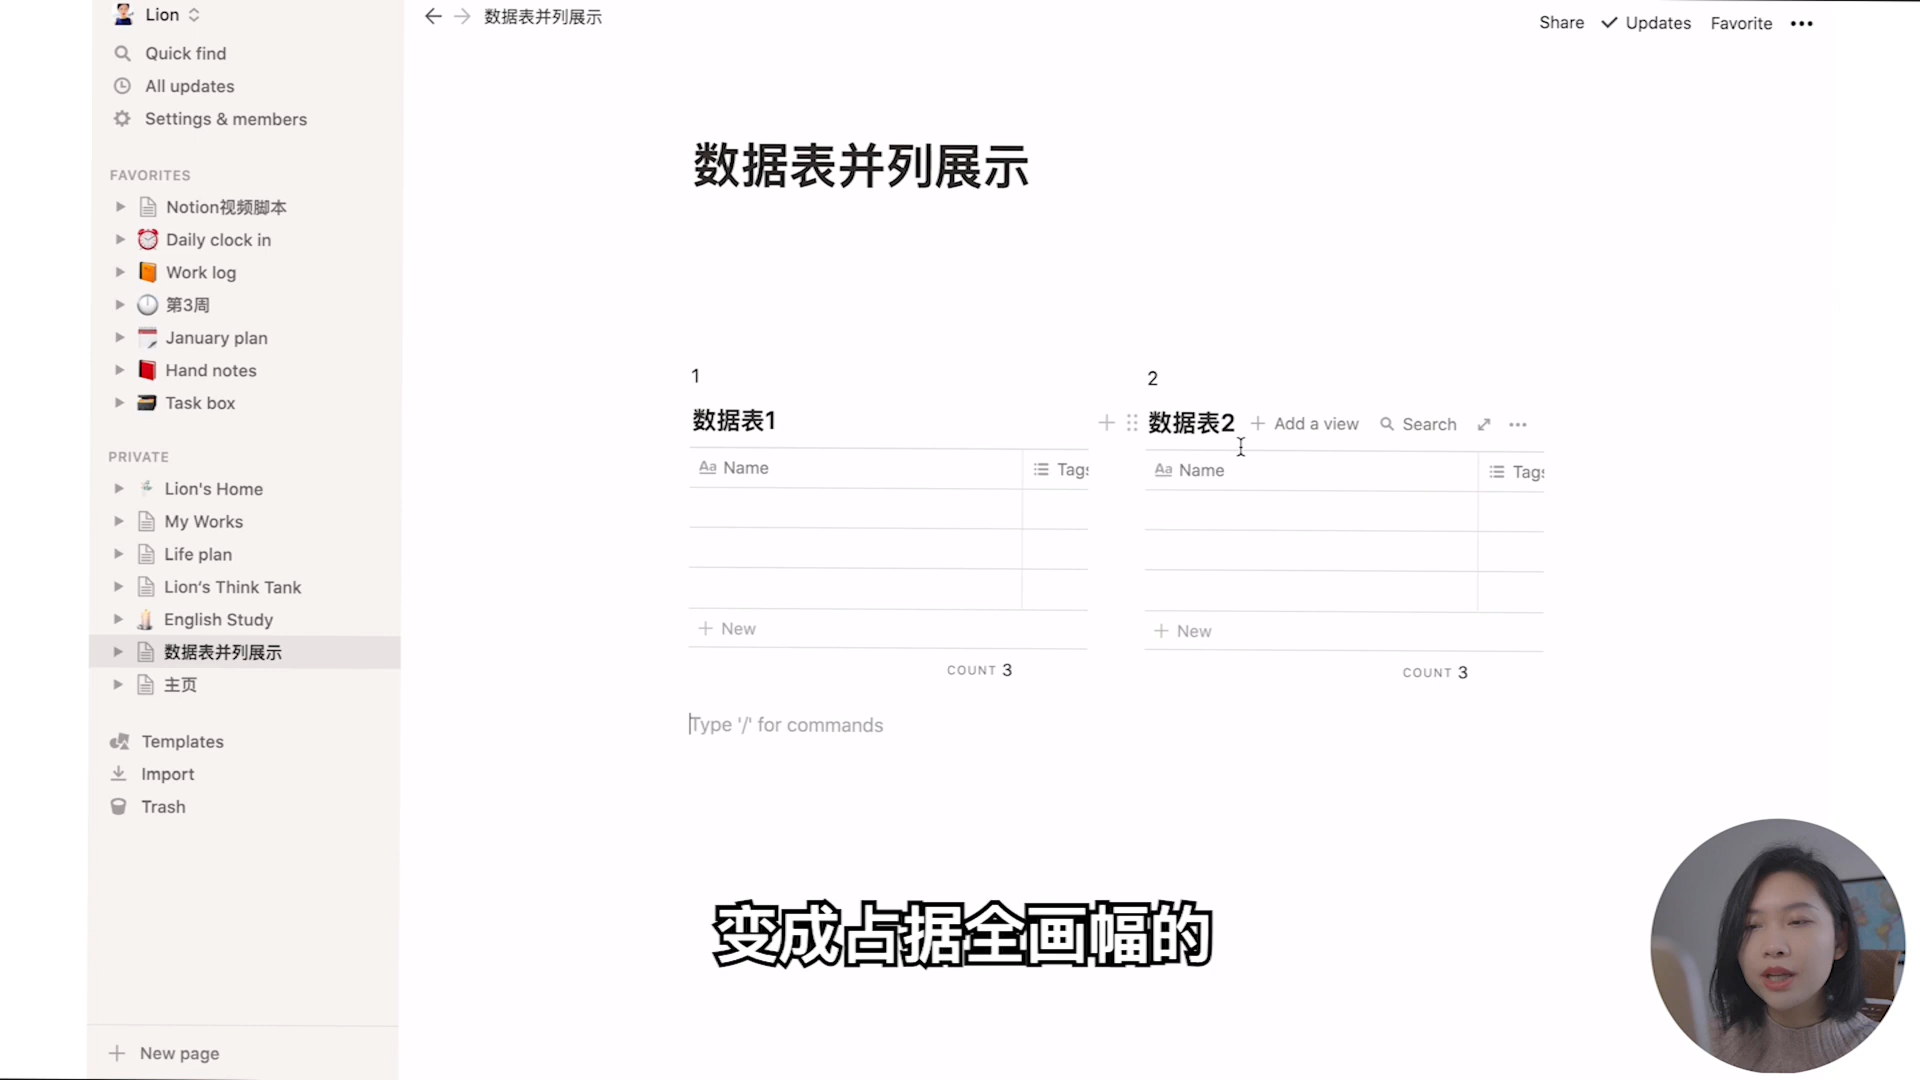 Lion
Quick find
All updates
Settings & members
FAVORITES
Notion视频脚本
Daily clock in
Work log
第3周
January plan
Hand notes
Task box
PRIVATE
Lion's Home
My Works
Life plan
Lion's Think Tank
English Study
数据表并列展示
主页
Templates
Import
Trash
New page
数据表并列展示
Share Updates Favorite
数据表并列展示
1
数据表1
Aa Name Tags
New
COUNT 3
2
数据表2 Add a view Search
Aa Name Tags
New
COUNT 3
Type '/' for commands
变成占据全画幅的